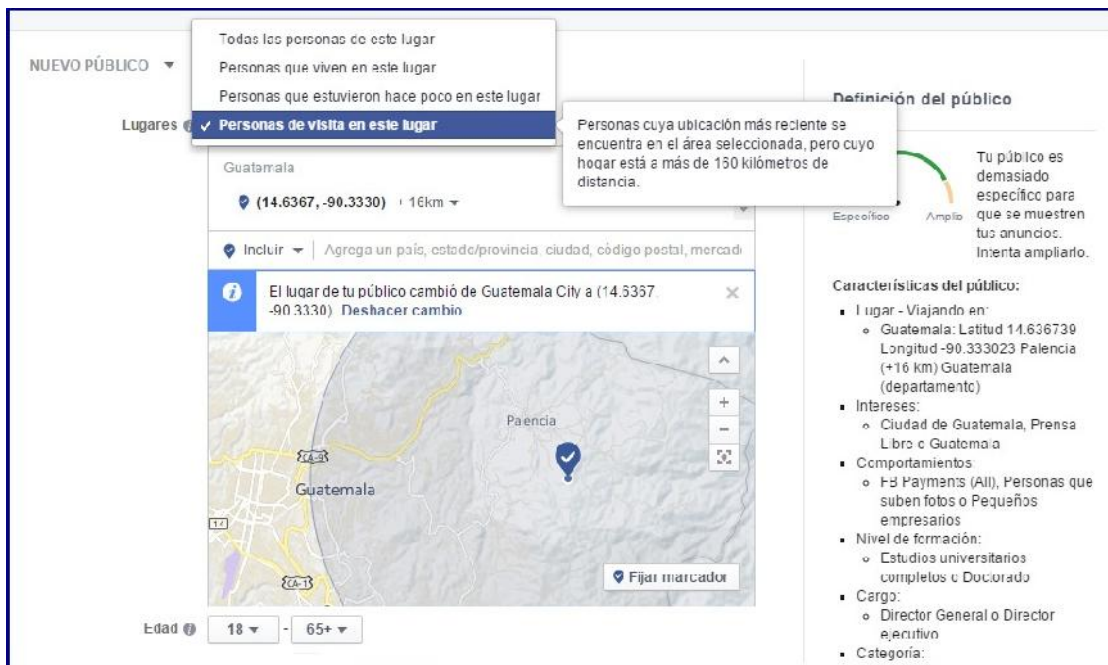 Todas las personas de este lugar
NUEVO PÚBLICO
Personas que viven en este lugar
Personas que estuvieron hace poco en este lugar
Lugares
Personas de visita en este lugar
Personas cuya ubicación más reciente se
encuentra en el área seleccionada, pero cuyo
hogar está a más de 160 kilómetros de
distancia.
Guatemala
(14.6367, -90.3330) + 16km
Incluir
Agrega un país, estado/provincia, ciudad, código postal, mercad
El lugar de tu público cambió de Guatemala City a (14.6367,
-90.3330) Deshacer cambio
CA-9
Guatemala
CA-1
Fijar marcador
Edad 18 - 65+
Definición del público
Específico Amplio
Tu público es
demasiado
específico para
que se muestren
tus anuncios.
Intenta ampliarlo.
Características del público:
Lugar - Viajando en:
Guatemala: Latitud 14.636739
Longitud -90.333023 Palencia
(+16 km) Guatemala
(departamento)
Intereses:
Ciudad de Guatemala, Prensa
Libre o Guatemala
Comportamientos
FB Payments (All), Personas que
suben fotos o Pequeños
empresarios
Nivel de formación:
Estudios universitarios
completos o Doctorado
Cargo:
Director General o Director
ejecutivo
Categoría: